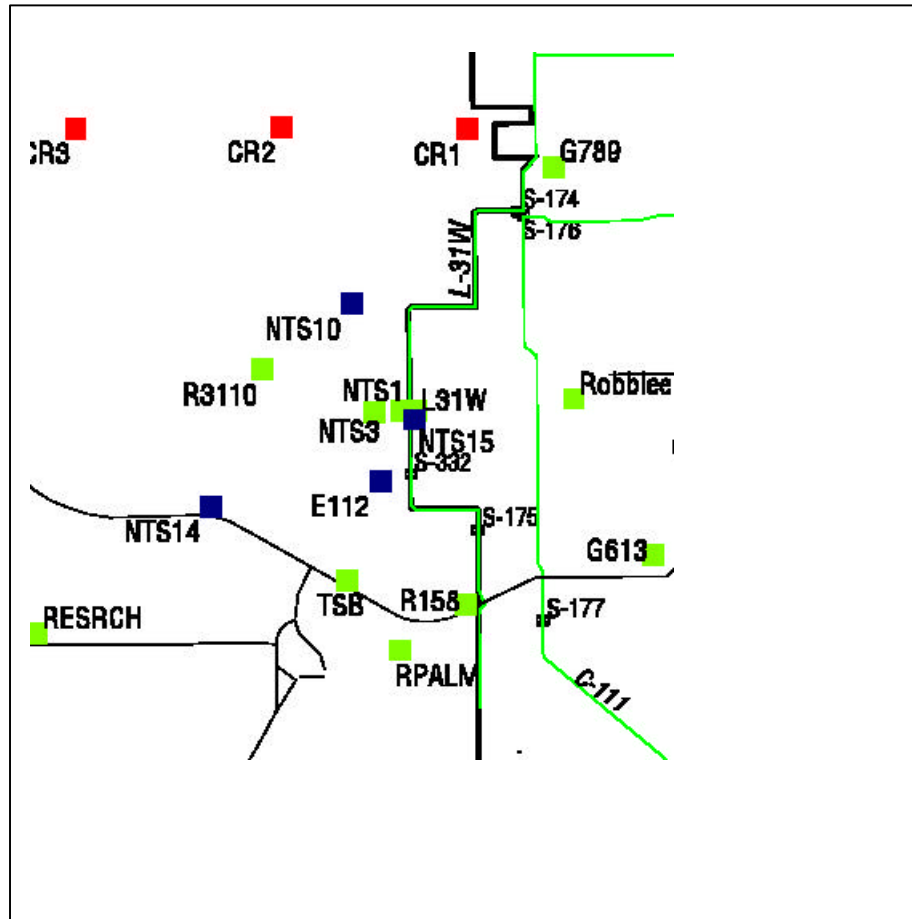 CR3
CR2
CR1
G789
S-174
S-176
L-31W
NTS10
R3110
NTS1
L31W
Robblee
NTS3
NTS15
S-332
E112
NTS14
S-175
G613
TSB
R158
S-177
RESRCH
RPALM
C-111